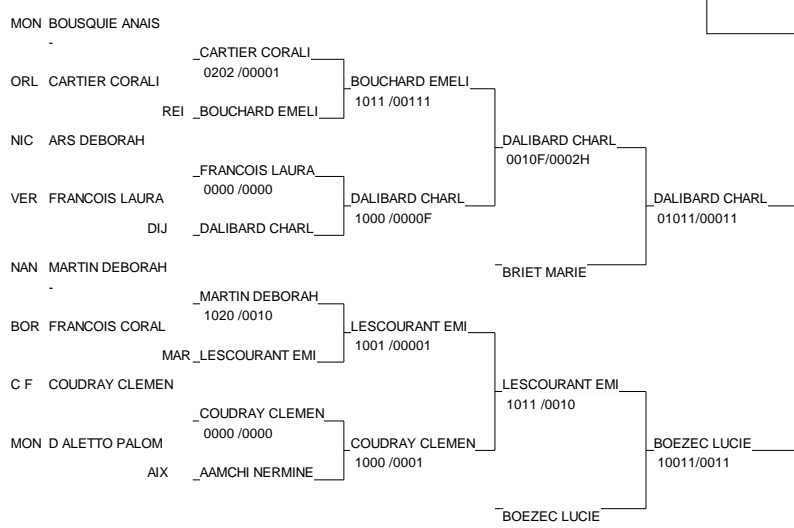 MON BOUSQUIE ANAIS
-
_CARTIER CORALI
0202 /00001
ORL CARTIER CORALI
BOUCHARD EMELI
1011 /00111
REI _BOUCHARD EMELI
NIC ARS DEBORAH
DALIBARD CHARL
0010F/0002H
_FRANCOIS LAURA
0000 /0000
VER FRANCOIS LAURA
DALIBARD CHARL
1000 /0000F
DALIBARD CHARL
01011/00011
DIJ _DALIBARD CHARL
NAN MARTIN DEBORAH
-
BRIET MARIE
_MARTIN DEBORAH
1020 /0010
BOR FRANCOIS CORAL
LESCOURANT EMI
1001 /00001
MAR _LESCOURANT EMI
C F COUDRAY CLEMEN
LESCOURANT EMI
1011 /0010
_COUDRAY CLEMEN
0000 /0000
MON D ALETTO PALOM
COUDRAY CLEMEN
1000 /0001
BOEZEC LUCIE
10011/0011
AIX _AAMCHI NERMINE
BOEZEC LUCIE